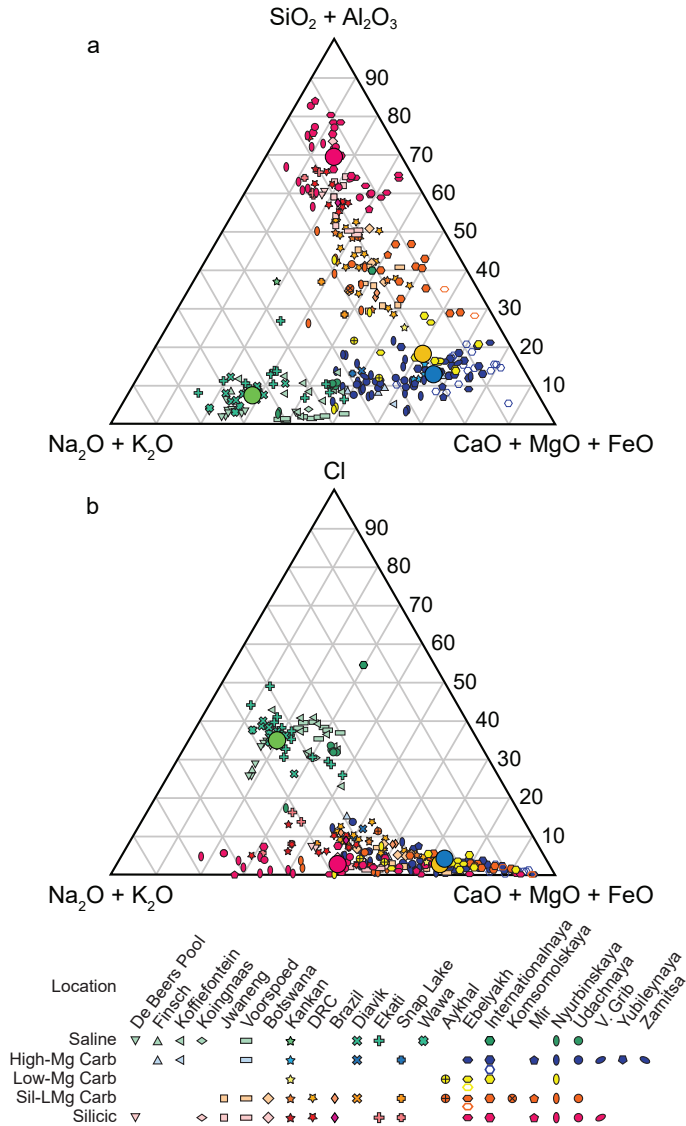 SiO₂ + Al₂O₃
a
90
80
70
60
50
40
30
20
10
Na₂O + K₂O
CaO + MgO + FeO
Cl
b
90
80
70
60
50
40
30
20
10
Na₂O + K₂O
CaO + MgO + FeO
Location
De Beers Pool
Finsch
Koffiefontein
Koingnaas
Jwaneng
Voorspoed
Botswana
Kankan
DRC
Brazil
Diavik
Ekati
Snap Lake
Wawa
Aykhal
Ebelyakh
Internationalnaya
Komsomolskaya
Mir
Nyurbinskaya
Udachnaya
V. Grib
Yubileynaya
Zarnitsa
Saline
High-Mg Carb
Low-Mg Carb
Sil-LMg Carb
Silicic